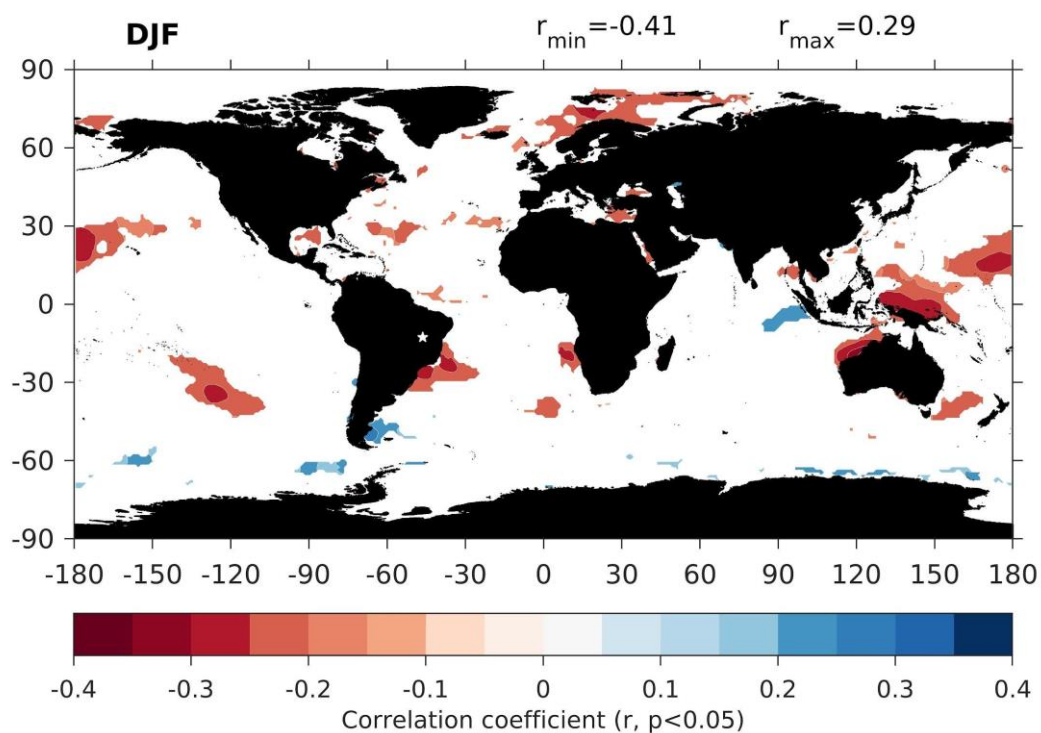 DJF r_min=-0.41 r_max=0.29
90
60
30
0
-30
-60
-90
-180 -150 -120 -90 -60 -30 0 30 60 90 120 150 180
-0.4 -0.3 -0.2 -0.1 0 0.1 0.2 0.3 0.4
Correlation coefficient (r, p<0.05)